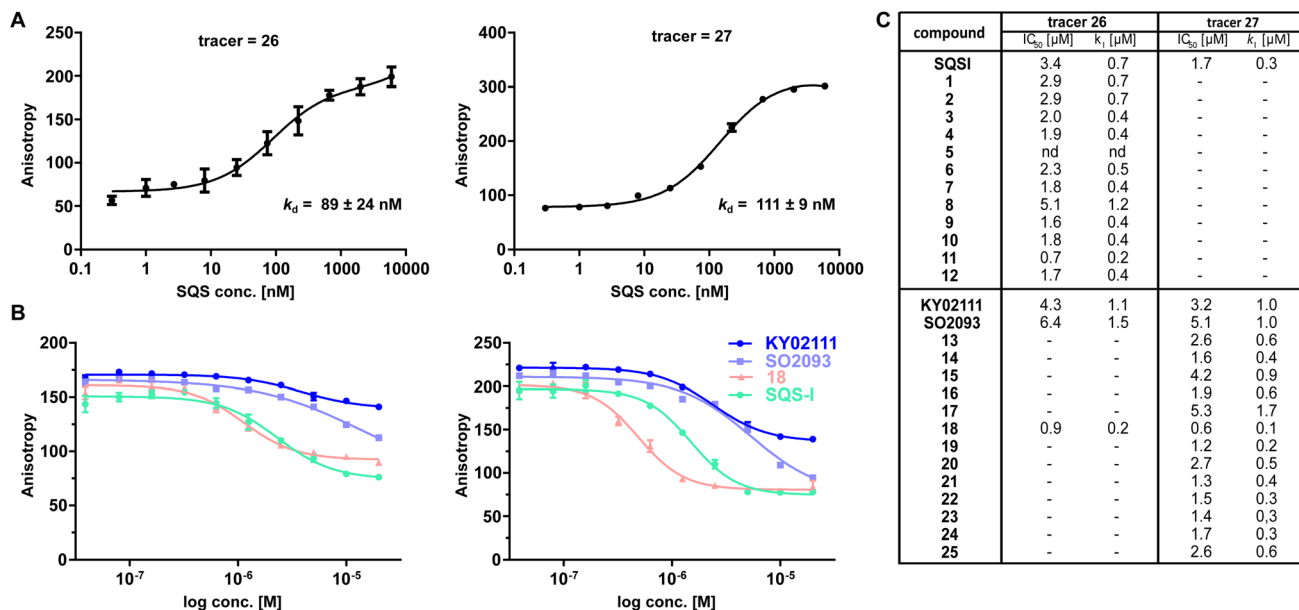 A
tracer = 26
Anisotropy
250
200
150
100
50
0
0.1 1 10 100 1000 10000
SQS conc. [nM]
k_d = 89 ± 24 nM
tracer = 27
Anisotropy
400
300
200
100
0
0.1 1 10 100 1000 10000
SQS conc. [nM]
k_d = 111 ± 9 nM
B
Anisotropy
200
150
100
50
0
10^-7 10^-6 10^-5
log conc. [M]
Anisotropy
250
200
150
100
50
0
10^-7 10^-6 10^-5
log conc. [M]
KY02111
SO2093
18
SQS-I
C
compound tracer 26 tracer 27
IC50 [µM] k_I [µM] IC50 [µM] k_I [µM]
SQSI 3.4 0.7 1.7 0.3
1 2.9 0.7 - -
2 2.9 0.7 - -
3 2.0 0.4 - -
4 1.9 0.4 - -
5 nd nd - -
6 2.3 0.5 - -
7 1.8 0.4 - -
8 5.1 1.2 - -
9 1.6 0.4 - -
10 1.8 0.4 - -
11 0.7 0.2 - -
12 1.7 0.4 - -
KY02111 4.3 1.1 3.2 1.0
SO2093 6.4 1.5 5.1 1.0
13 - - 2.6 0.6
14 - - 1.6 0.4
15 - - 4.2 0.9
16 - - 1.9 0.6
17 - - 5.3 1.7
18 0.9 0.2 0.6 0.1
19 - - 1.2 0.2
20 - - 2.7 0.5
21 - - 1.3 0.4
22 - - 1.5 0.3
23 - - 1.4 0,3
24 - - 1.7 0.3
25 - - 2.6 0.6